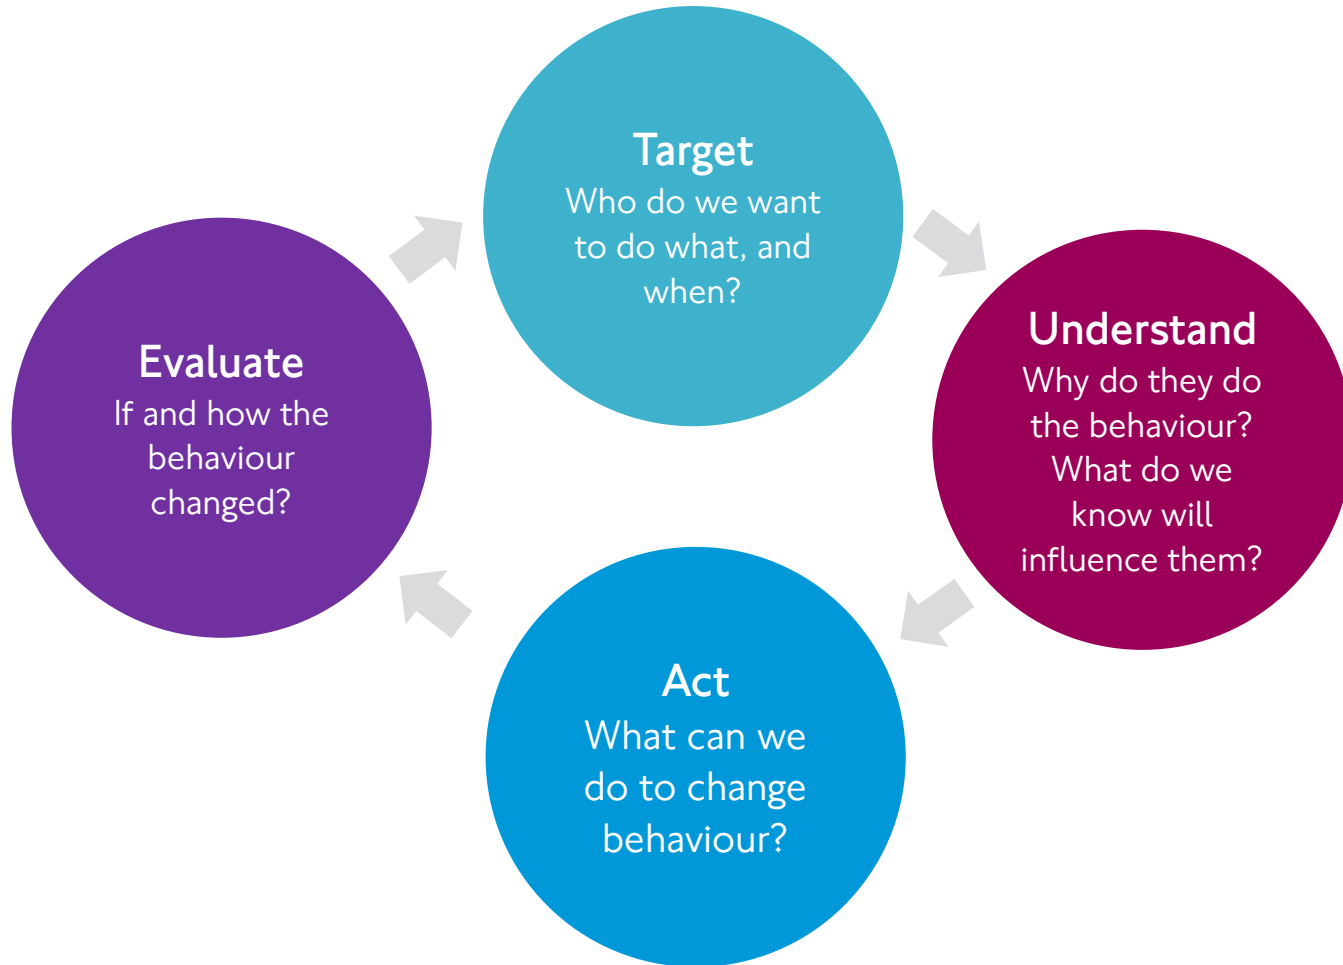 Target
Who do we want
to do what, and
when?
Understand
Why do they do
the behaviour?
What do we
know will
influence them?
Act
What can we
do to change
behaviour?
Evaluate
If and how the
behaviour
changed?